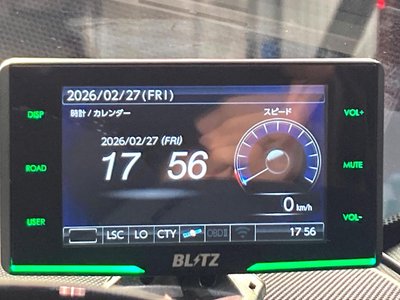 2026/02/27(FRI)
時計 / カレンダー
スピード
2026/02/27 (FRI)
17 56
0 km/h
LSC LO CTY OBDⅡ 17 56
DISP
ROAD
USER
VOL+
MUTE
VOL-
BLITZ